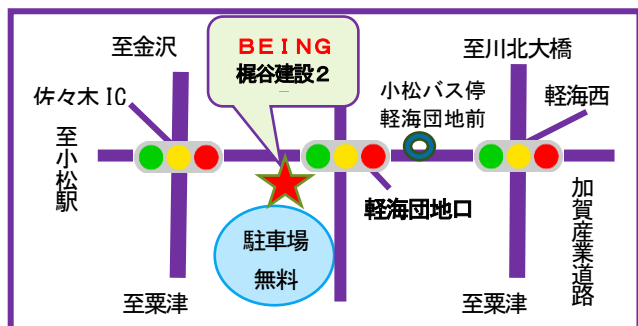 至金沢
BEING
梶谷建設2
至川北大橋
佐々木 IC
小松バス停
軽海団地前
軽海西
至小松駅
軽海団地口
加賀産業道路
駐車場
無料
至粟津
至粟津